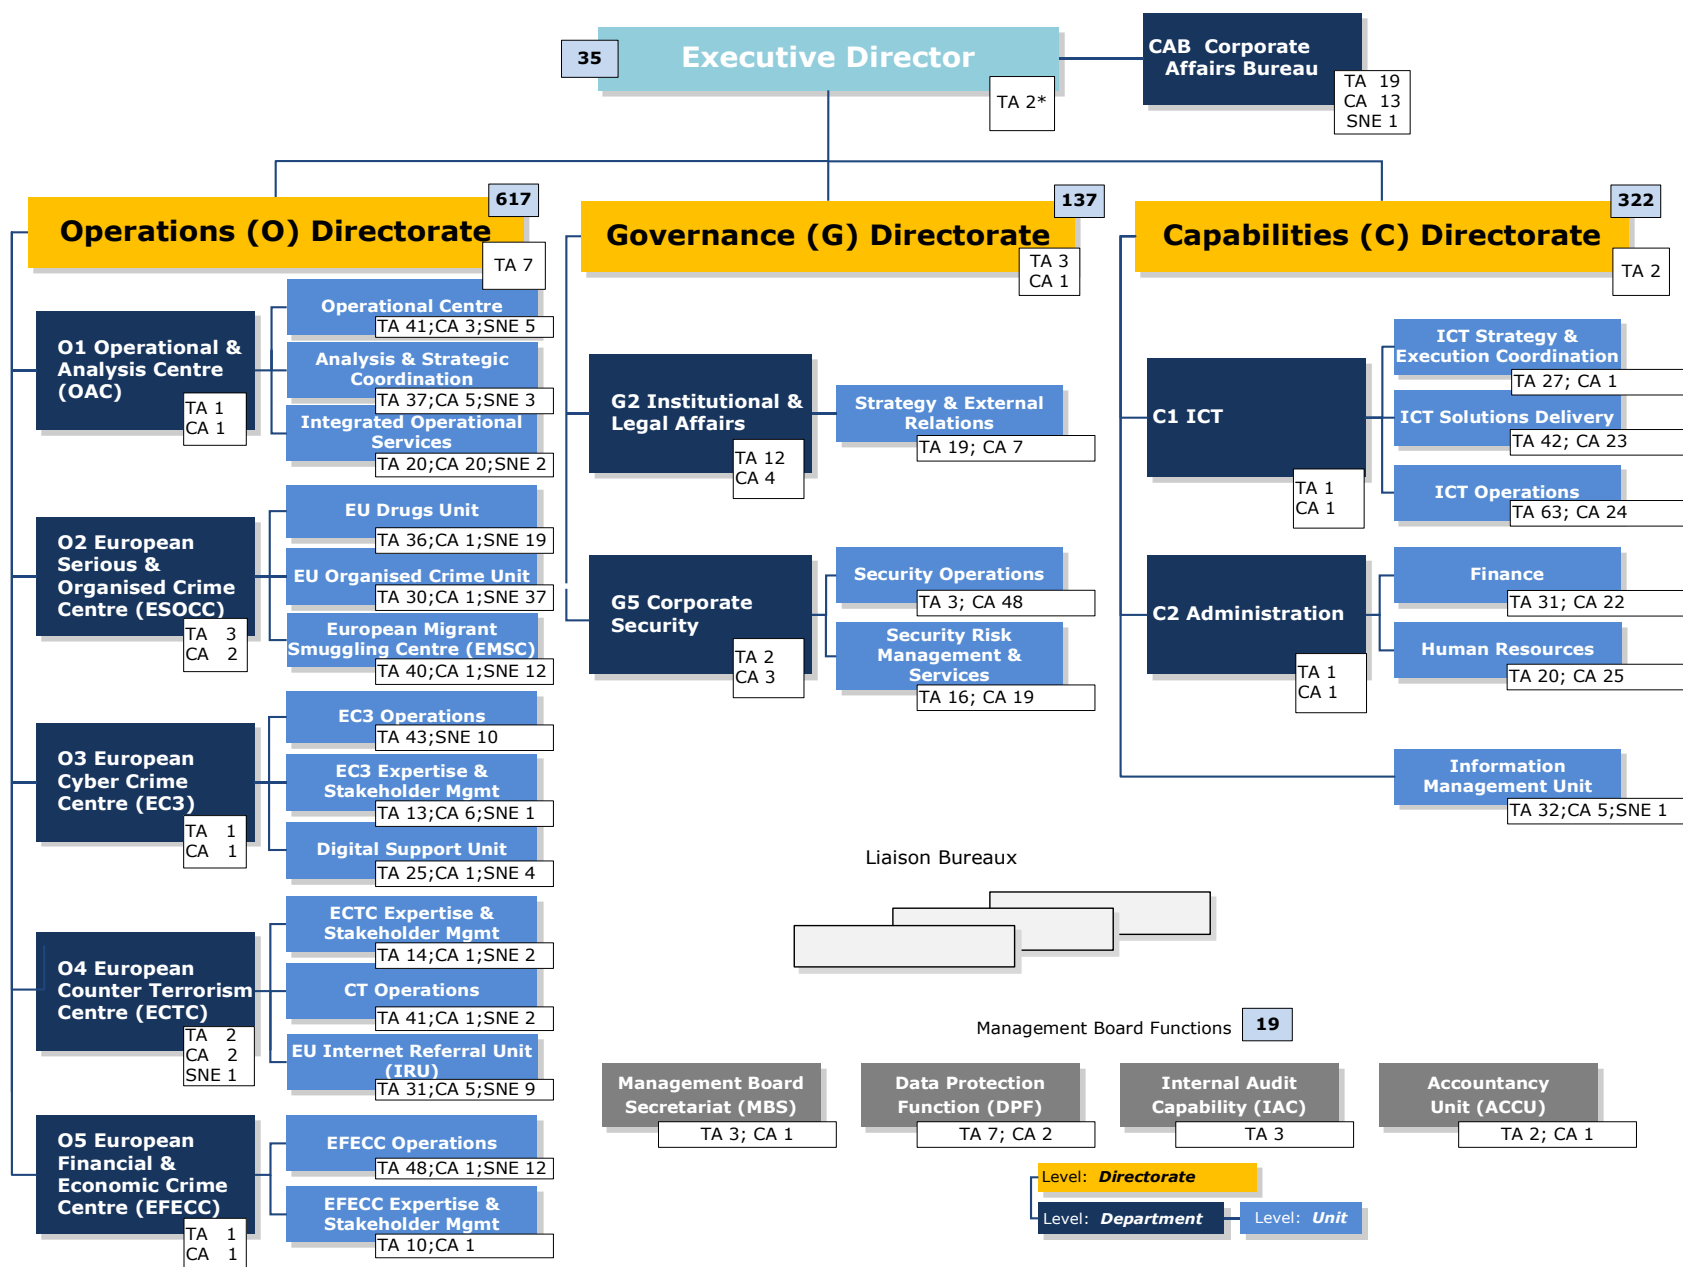 35
Executive Director
TA 2*
CAB Corporate
Affairs Bureau
TA 19
CA 13
SNE 1
617
Operations (O) Directorate
TA 7
137
Governance (G) Directorate
TA 3
CA 1
322
Capabilities (C) Directorate
TA 2
O1 Operational &
Analysis Centre
(OAC)
TA 1
CA 1
Operational Centre
TA 41;CA 3;SNE 5
Analysis & Strategic
Coordination
TA 37;CA 5;SNE 3
Integrated Operational
Services
TA 20;CA 20;SNE 2
O2 European
Serious &
Organised Crime
Centre (ESOCC)
TA 3
CA 2
EU Drugs Unit
TA 36;CA 1;SNE 19
EU Organised Crime Unit
TA 30;CA 1;SNE 37
European Migrant
Smuggling Centre (EMSC)
TA 40;CA 1;SNE 12
O3 European
Cyber Crime
Centre (EC3)
TA 1
CA 1
EC3 Operations
TA 43;SNE 10
EC3 Expertise &
Stakeholder Mgmt
TA 13;CA 6;SNE 1
Digital Support Unit
TA 25;CA 1;SNE 4
O4 European
Counter Terrorism
Centre (ECTC)
TA 2
CA 2
SNE 1
ECTC Expertise &
Stakeholder Mgmt
TA 14;CA 1;SNE 2
CT Operations
TA 41;CA 1;SNE 2
EU Internet Referral Unit
(IRU)
TA 31;CA 5;SNE 9
O5 European
Financial &
Economic Crime
Centre (EFECC)
TA 1
CA 1
EFECC Operations
TA 48;CA 1;SNE 12
EFECC Expertise &
Stakeholder Mgmt
TA 10;CA 1
G2 Institutional &
Legal Affairs
TA 12
CA 4
Strategy & External
Relations
TA 19; CA 7
G5 Corporate
Security
TA 2
CA 3
Security Operations
TA 3; CA 48
Security Risk
Management &
Services
TA 16; CA 19
C1 ICT
TA 1
CA 1
ICT Strategy &
Execution Coordination
TA 27; CA 1
ICT Solutions Delivery
TA 42; CA 23
ICT Operations
TA 63; CA 24
C2 Administration
TA 1
CA 1
Finance
TA 31; CA 22
Human Resources
TA 20; CA 25
Information
Management Unit
TA 32;CA 5;SNE 1
Liaison Bureaux
Management Board Functions 19
Management Board
Secretariat (MBS)
TA 3; CA 1
Data Protection
Function (DPF)
TA 7; CA 2
Internal Audit
Capability (IAC)
TA 3
Accountancy
Unit (ACCU)
TA 2; CA 1
Level: Directorate
Level: Department
Level: Unit